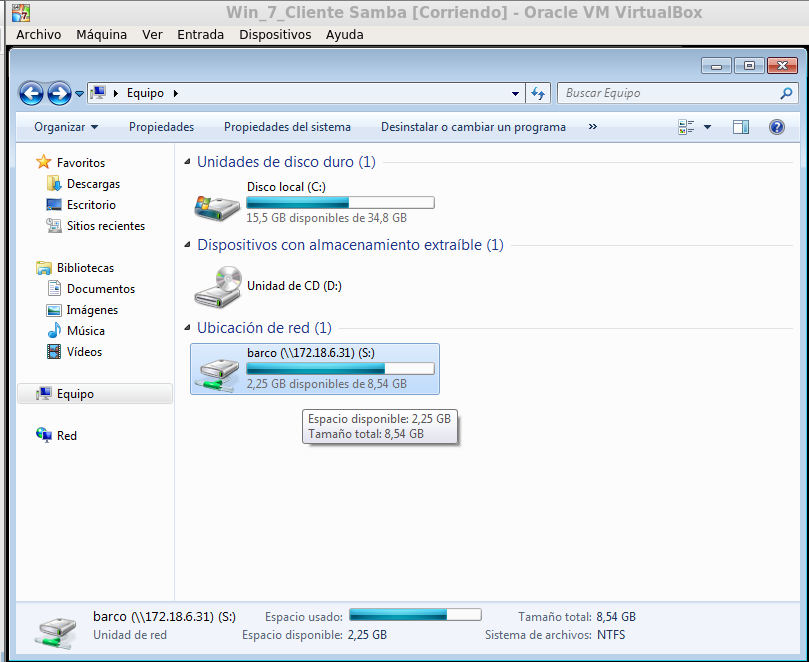 Win_7_Cliente Samba [Corriendo] - Oracle VM VirtualBox
Archivo Máquina Ver Entrada Dispositivos Ayuda
Equipo
Buscar Equipo
Organizar Propiedades Propiedades del sistema Desinstalar o cambiar un programa »
Favoritos
Descargas
Escritorio
Sitios recientes
Bibliotecas
Documentos
Imágenes
Música
Vídeos
Equipo
Red
Unidades de disco duro (1)
Disco local (C:)
15,5 GB disponibles de 34,8 GB
Dispositivos con almacenamiento extraíble (1)
Unidad de CD (D:)
Ubicación de red (1)
barco (\\172.18.6.31) (S:)
2,25 GB disponibles de 8,54 GB
Espacio disponible: 2,25 GB
Tamaño total: 8,54 GB
barco (\\172.18.6.31) (S:) Espacio usado: Tamaño total: 8,54 GB
Unidad de red Espacio disponible: 2,25 GB Sistema de archivos: NTFS